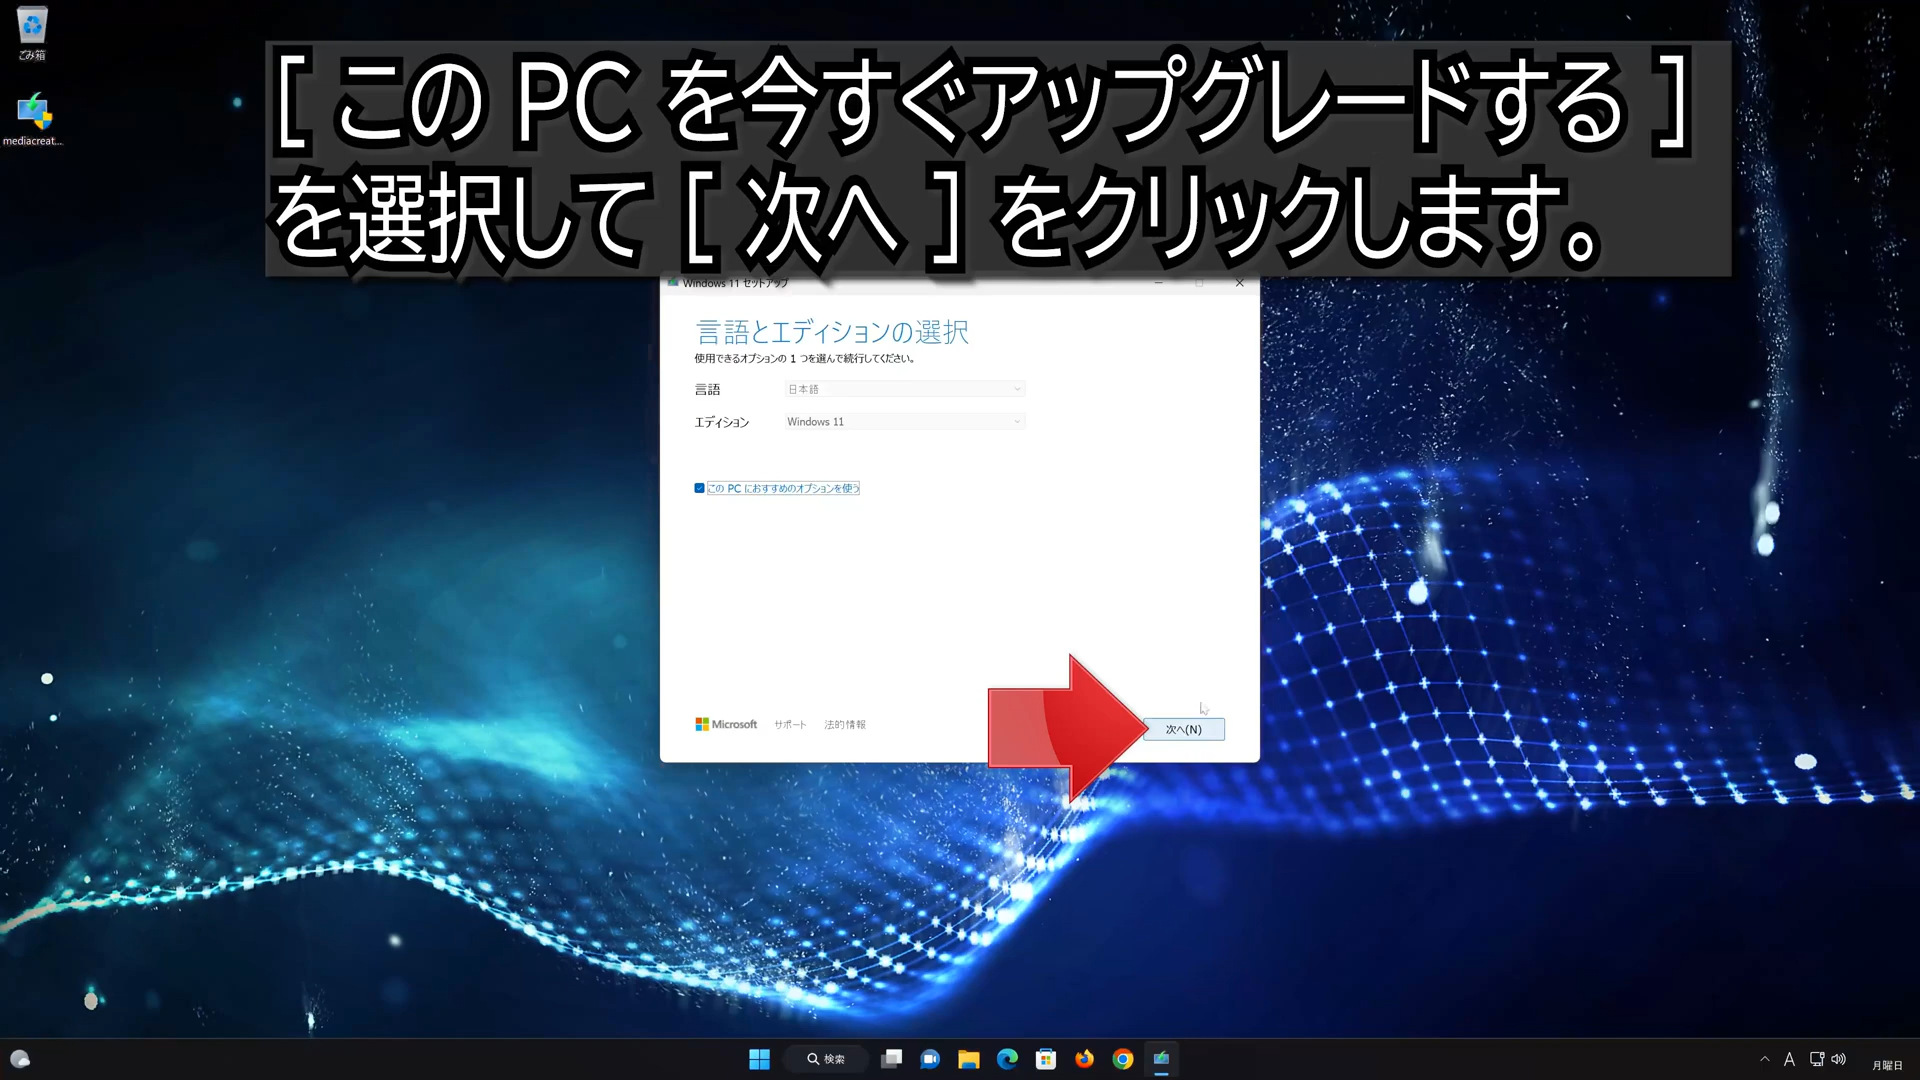 ごみ箱
mediacreat...
[ この PC を今すぐアップグレードする ]
を選択して [ 次へ ] をクリックします。
Windows 11 セットアップ
言語とエディションの選択
使用できるオプションの 1 つを選んで続行してください。
言語
日本語
エディション
Windows 11
この PC におすすめのオプションを使う
Microsoft
サポート
法的情報
次へ(N)
検索
A
月曜日